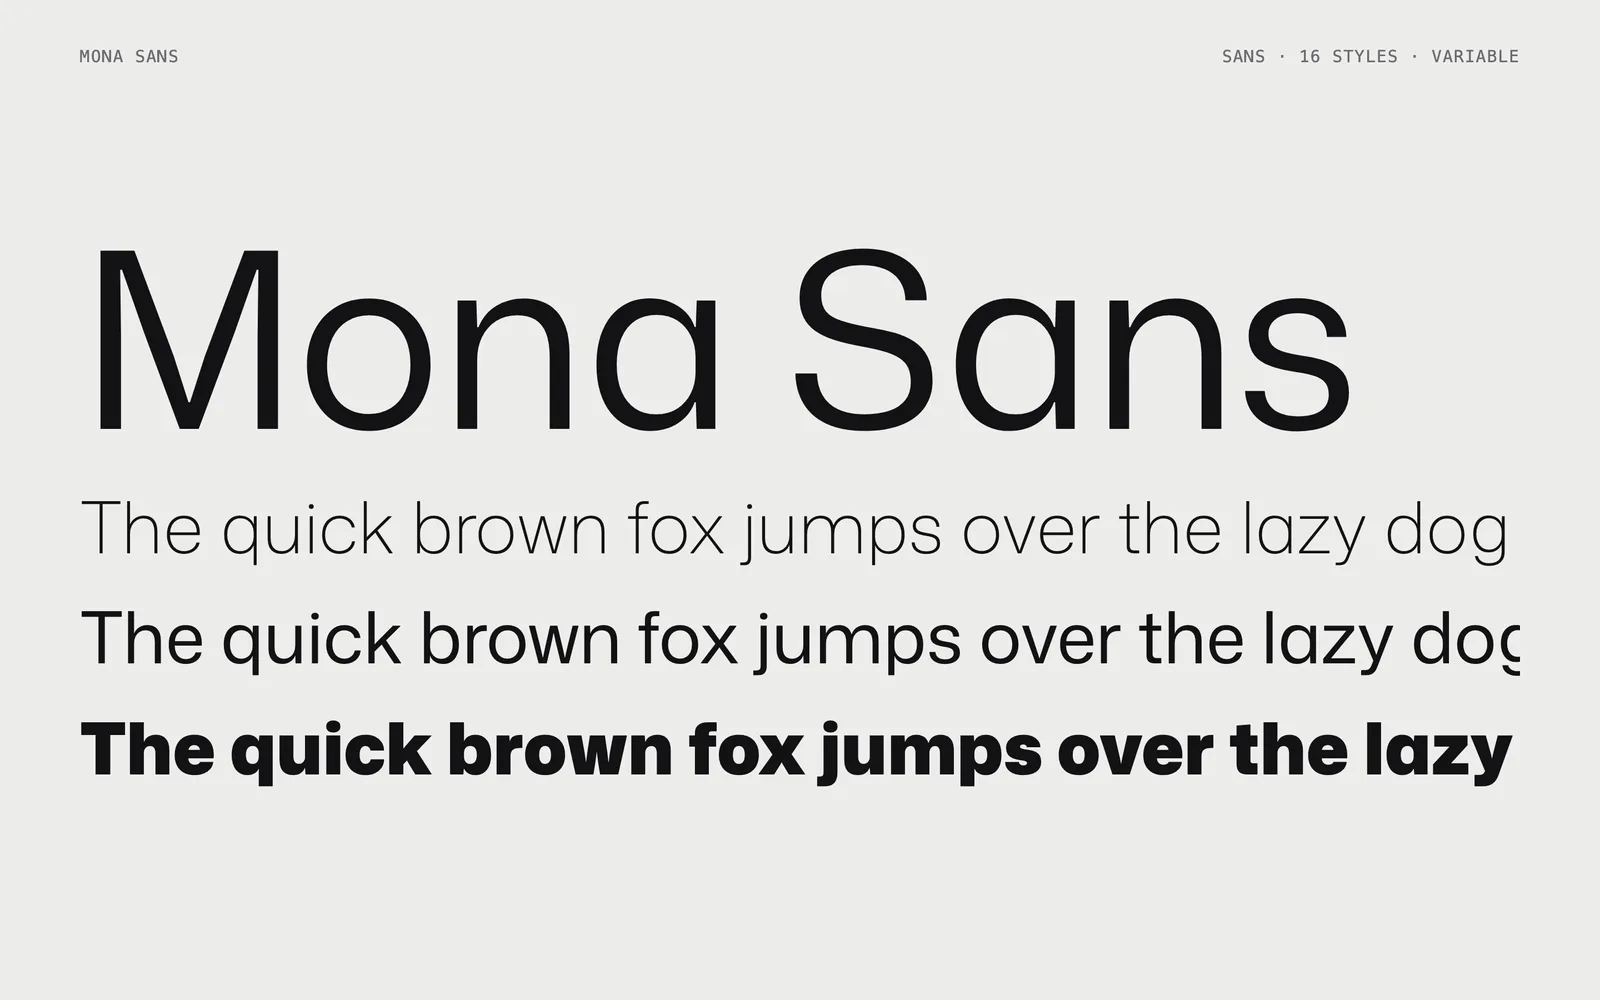 MONA SANS
SANS · 16 STYLES · VARIABLE
Mona Sans
The quick brown fox jumps over the lazy dog
The quick brown fox jumps over the lazy dog
The quick brown fox jumps over the lazy